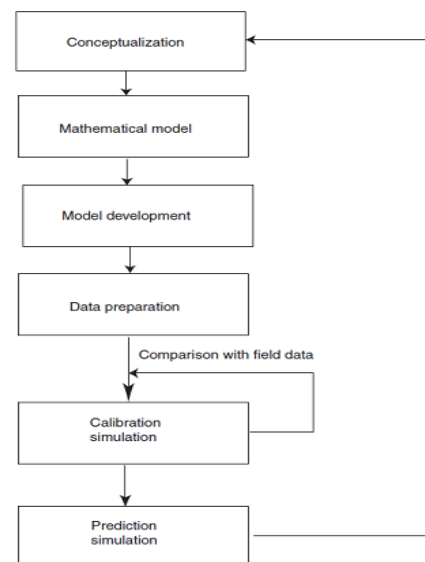 Conceptualization
Mathematical model
Model development
Data preparation
Comparison with field data
Calibration
simulation
Prediction
simulation